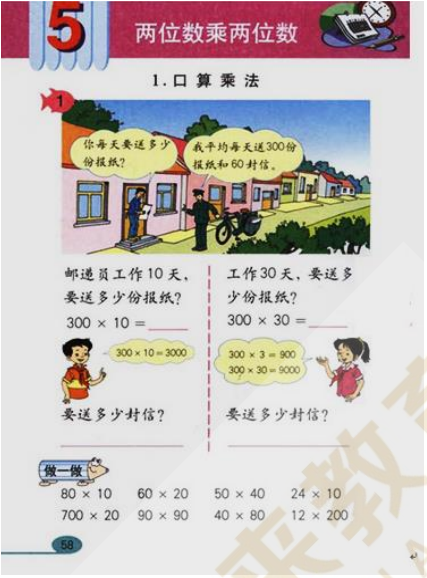 5
两位数乘两位数
1.口算乘法
1
你每天要送多少
份报纸?
我平均每天送300份
报纸和60封信。
邮递员工作10天,
要送多少份报纸?
300 × 10 =
300 × 10 = 3000
要送多少封信?
工作30天,要送多
少份报纸?
300 × 30 =
300 × 3 = 900
300 × 30 = 9000
要送多少封信?
做一做
80 × 10 60 × 20 50 × 40 24 × 10
700 × 20 90 × 90 40 × 80 12 × 200
58
来教育